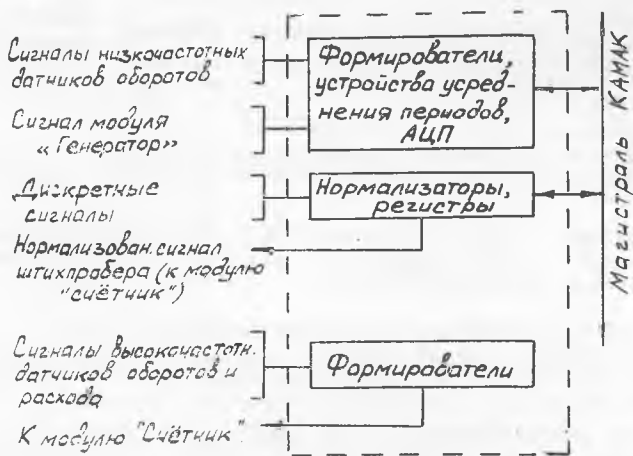 Сигналы низкочастотных
датчиков оборотов
Сигнал модуля
«Генератор»
Дискретные
сигналы
Нормализован. сигнал
штихпробера (к модулю
"счётчик")
Сигналы высокочастотн.
датчиков оборотов и
расхода
К модулю "Счётчик"
Формирователи,
устройства усред-
нения периодов,
АЦП
Нормализаторы,
регистры
Формирователи
Магистраль КАМАК